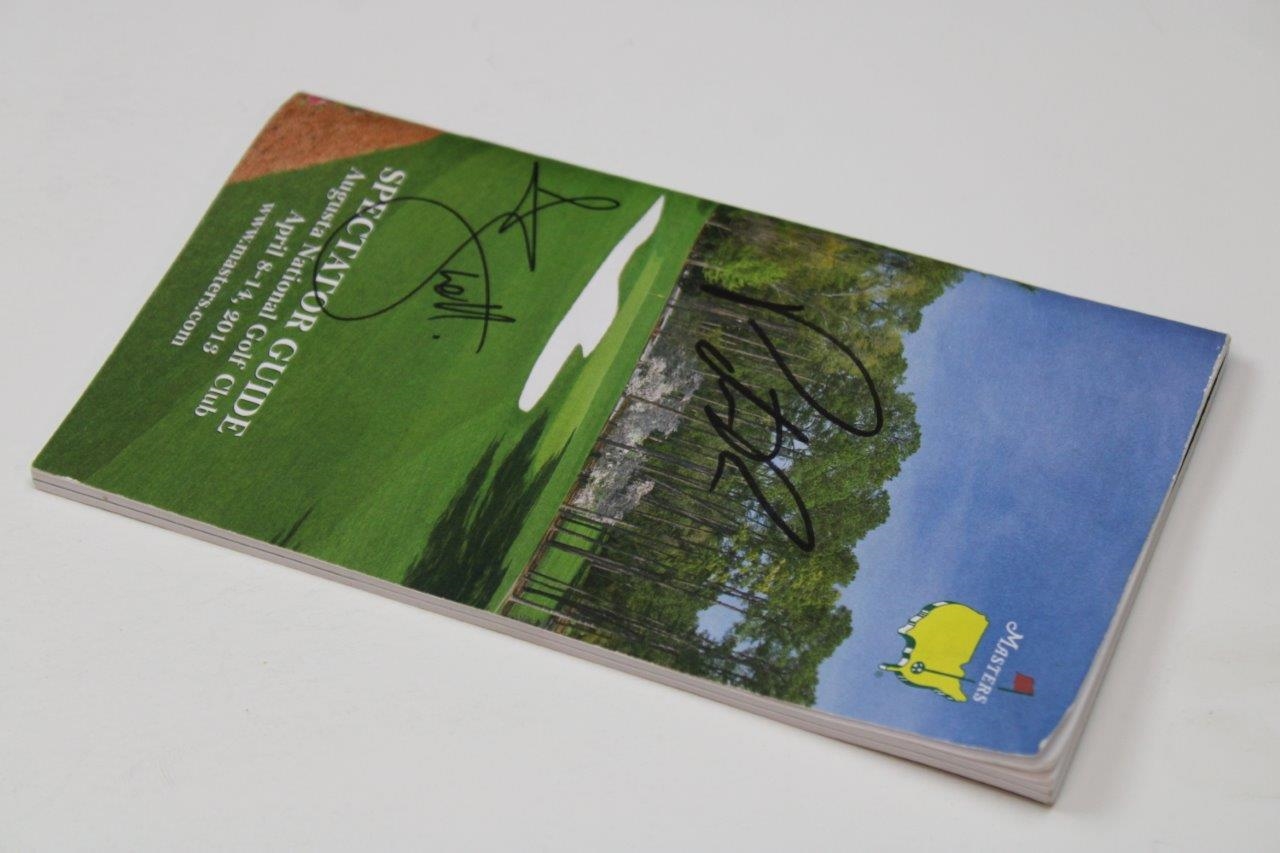 MASTERS
SPECTATOR GUIDE
Augusta National Golf Club
April 8-14, 2013
www.masters.com